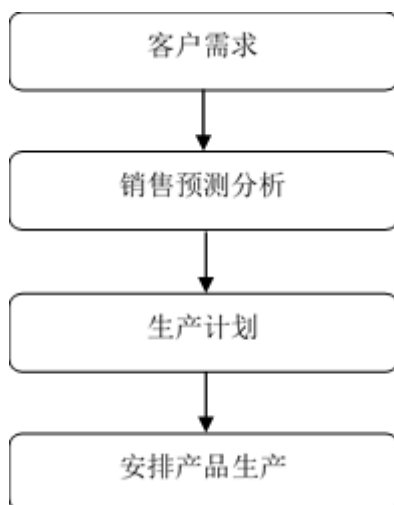 客户需求
销售预测分析
生产计划
安排产品生产